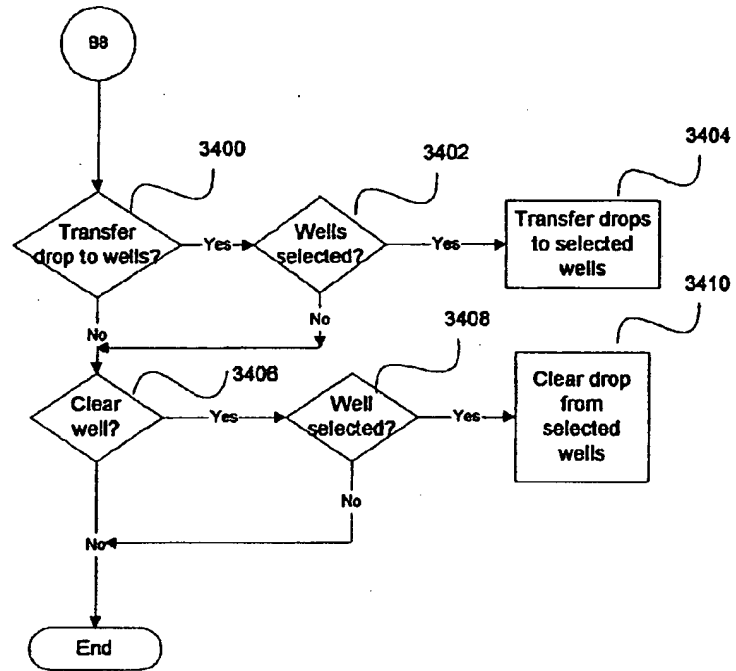 B8
3400
3402
3404
Transfer
drop to wells?
Yes
Wells
selected?
Yes
Transfer drops
to selected
wells
No
No
3406
3408
3410
Clear
well?
Yes
Well
selected?
Yes
Clear drop
from
selected
wells
No
No
End